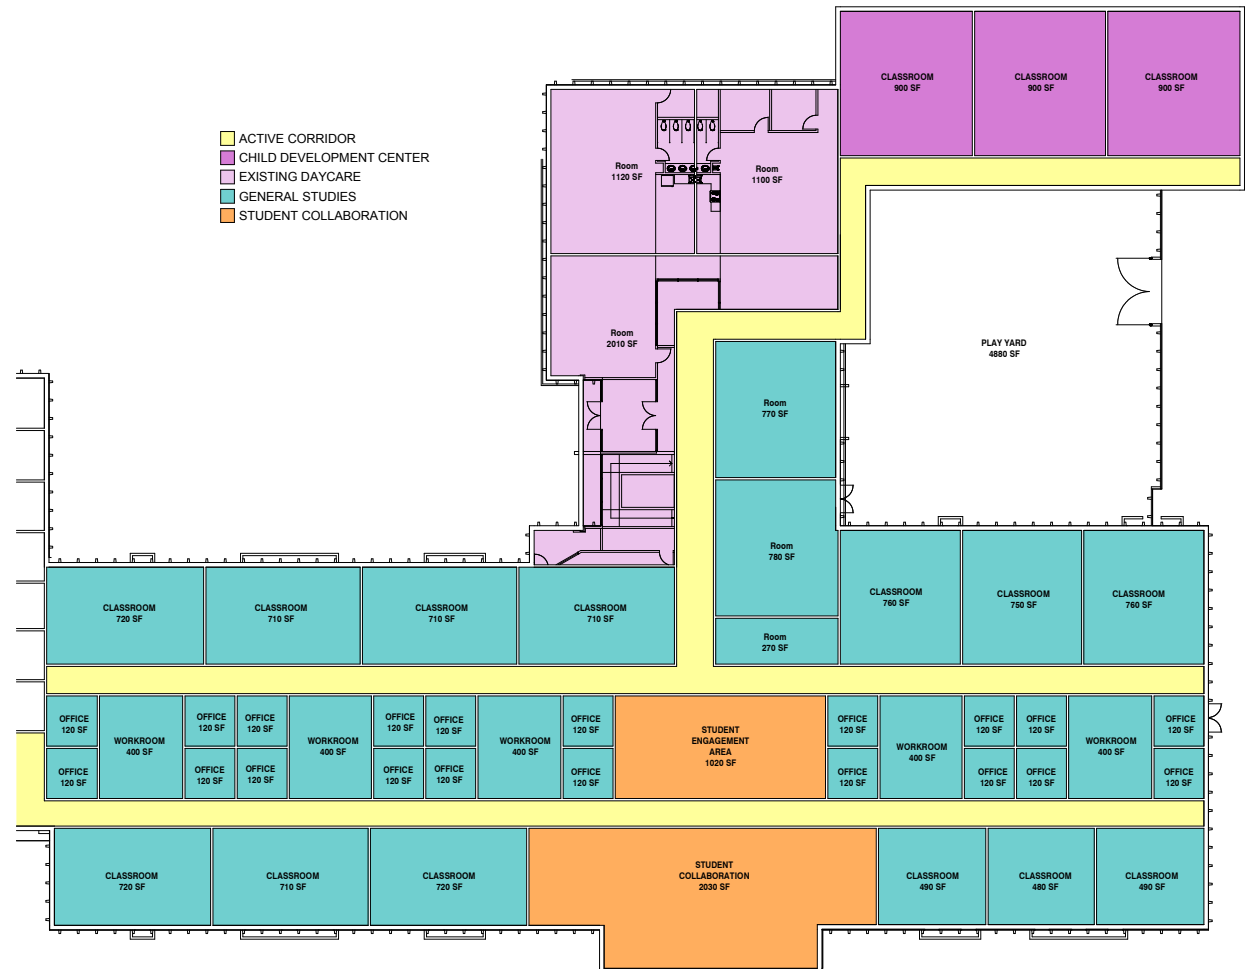 CLASSROOM
900 SF
CLASSROOM
900 SF
CLASSROOM
900 SF
ACTIVE CORRIDOR
CHILD DEVELOPMENT CENTER
EXISTING DAYCARE
GENERAL STUDIES
STUDENT COLLABORATION
Room
1120 SF
Room
1100 SF
Room
2010 SF
PLAY YARD
4880 SF
Room
770 SF
Room
780 SF
Room
270 SF
CLASSROOM
720 SF
CLASSROOM
710 SF
CLASSROOM
710 SF
CLASSROOM
710 SF
CLASSROOM
760 SF
CLASSROOM
750 SF
CLASSROOM
760 SF
OFFICE
120 SF
OFFICE
120 SF
WORKROOM
400 SF
OFFICE
120 SF
OFFICE
120 SF
OFFICE
120 SF
OFFICE
120 SF
WORKROOM
400 SF
OFFICE
120 SF
OFFICE
120 SF
OFFICE
120 SF
OFFICE
120 SF
WORKROOM
400 SF
OFFICE
120 SF
OFFICE
120 SF
STUDENT
ENGAGEMENT
AREA
1020 SF
OFFICE
120 SF
OFFICE
120 SF
WORKROOM
400 SF
OFFICE
120 SF
OFFICE
120 SF
OFFICE
120 SF
OFFICE
120 SF
WORKROOM
400 SF
OFFICE
120 SF
OFFICE
120 SF
CLASSROOM
720 SF
CLASSROOM
710 SF
CLASSROOM
720 SF
STUDENT
COLLABORATION
2030 SF
CLASSROOM
490 SF
CLASSROOM
480 SF
CLASSROOM
490 SF